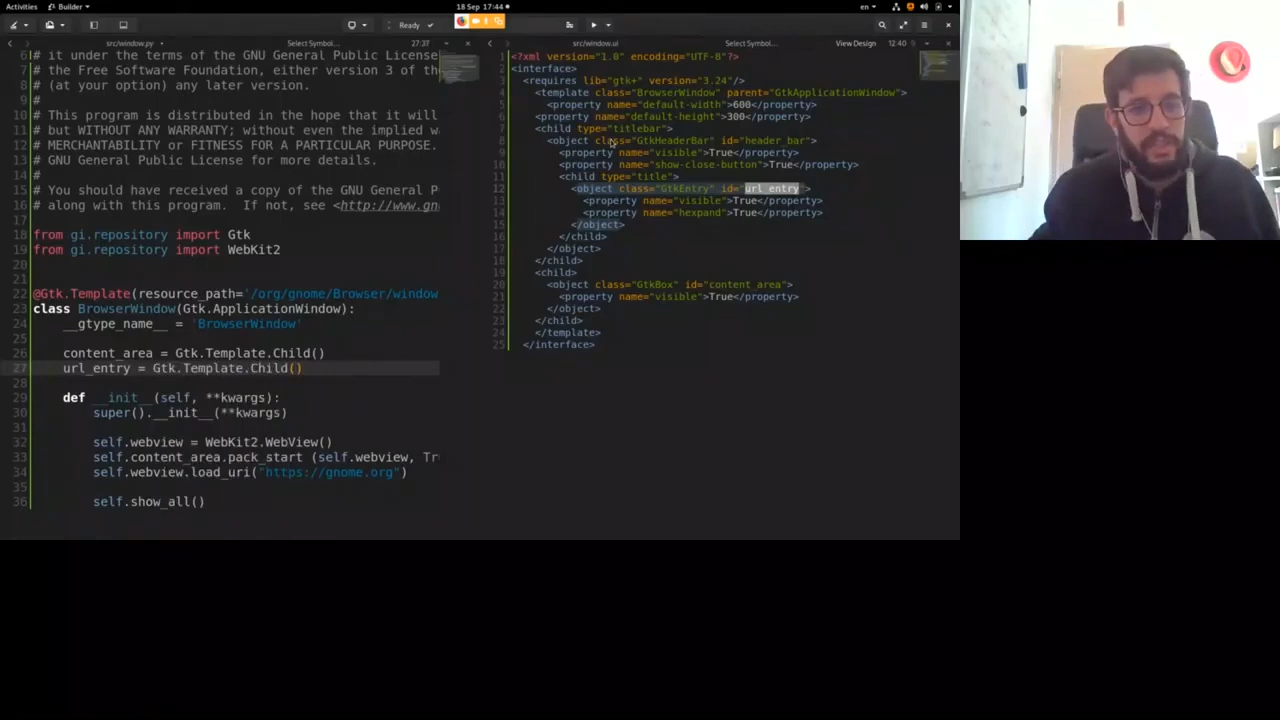 Activities
Builder
18 Sep 17:44
en
Ready
src/window.py
Select Symbol...
27:37
src/window.ui
Select Symbol...
View Design
12:40
6 # it under the terms of the GNU General Public License
7 # the Free Software Foundation, either version 3 of th
8 # (at your option) any later version.
9 #
10 # This program is distributed in the hope that it will
11 # but WITHOUT ANY WARRANTY; without even the implied w
12 # MERCHANTABILITY or FITNESS FOR A PARTICULAR PURPOSE.
13 # GNU General Public License for more details.
14 #
15 # You should have received a copy of the GNU General P
16 # along with this program.  If not, see <http://www.gn
17
18 from gi.repository import Gtk
19 from gi.repository import WebKit2
20
21
22 @Gtk.Template(resource_path='/org/gnome/Browser/window
23 class BrowserWindow(Gtk.ApplicationWindow):
24     __gtype_name__ = 'BrowserWindow'
25
26     content_area = Gtk.Template.Child()
27     url_entry = Gtk.Template.Child()
28
29     def __init__(self, **kwargs):
30         super().__init__(**kwargs)
31
32         self.webview = WebKit2.WebView()
33         self.content_area.pack_start (self.webview, Tr
34         self.webview.load_uri("https://gnome.org")
35
36         self.show_all()
1 <?xml version="1.0" encoding="UTF-8"?>
2 <interface>
3   <requires lib="gtk+" version="3.24"/>
4     <template class="BrowserWindow" parent="GtkApplicationWindow">
5       <property name="default-width">600</property>
6       <property name="default-height">300</property>
7     <child type="titlebar">
8       <object class="GtkHeaderBar" id="header_bar">
9         <property name="visible">True</property>
10         <property name="show-close-button">True</property>
11         <child type="title">
12           <object class="GtkEntry" id="url_entry">
13             <property name="visible">True</property>
14             <property name="hexpand">True</property>
15           </object>
16         </child>
17       </object>
18     </child>
19     <child>
20       <object class="GtkBox" id="content_area">
21         <property name="visible">True</property>
22       </object>
23     </child>
24     </template>
25   </interface>